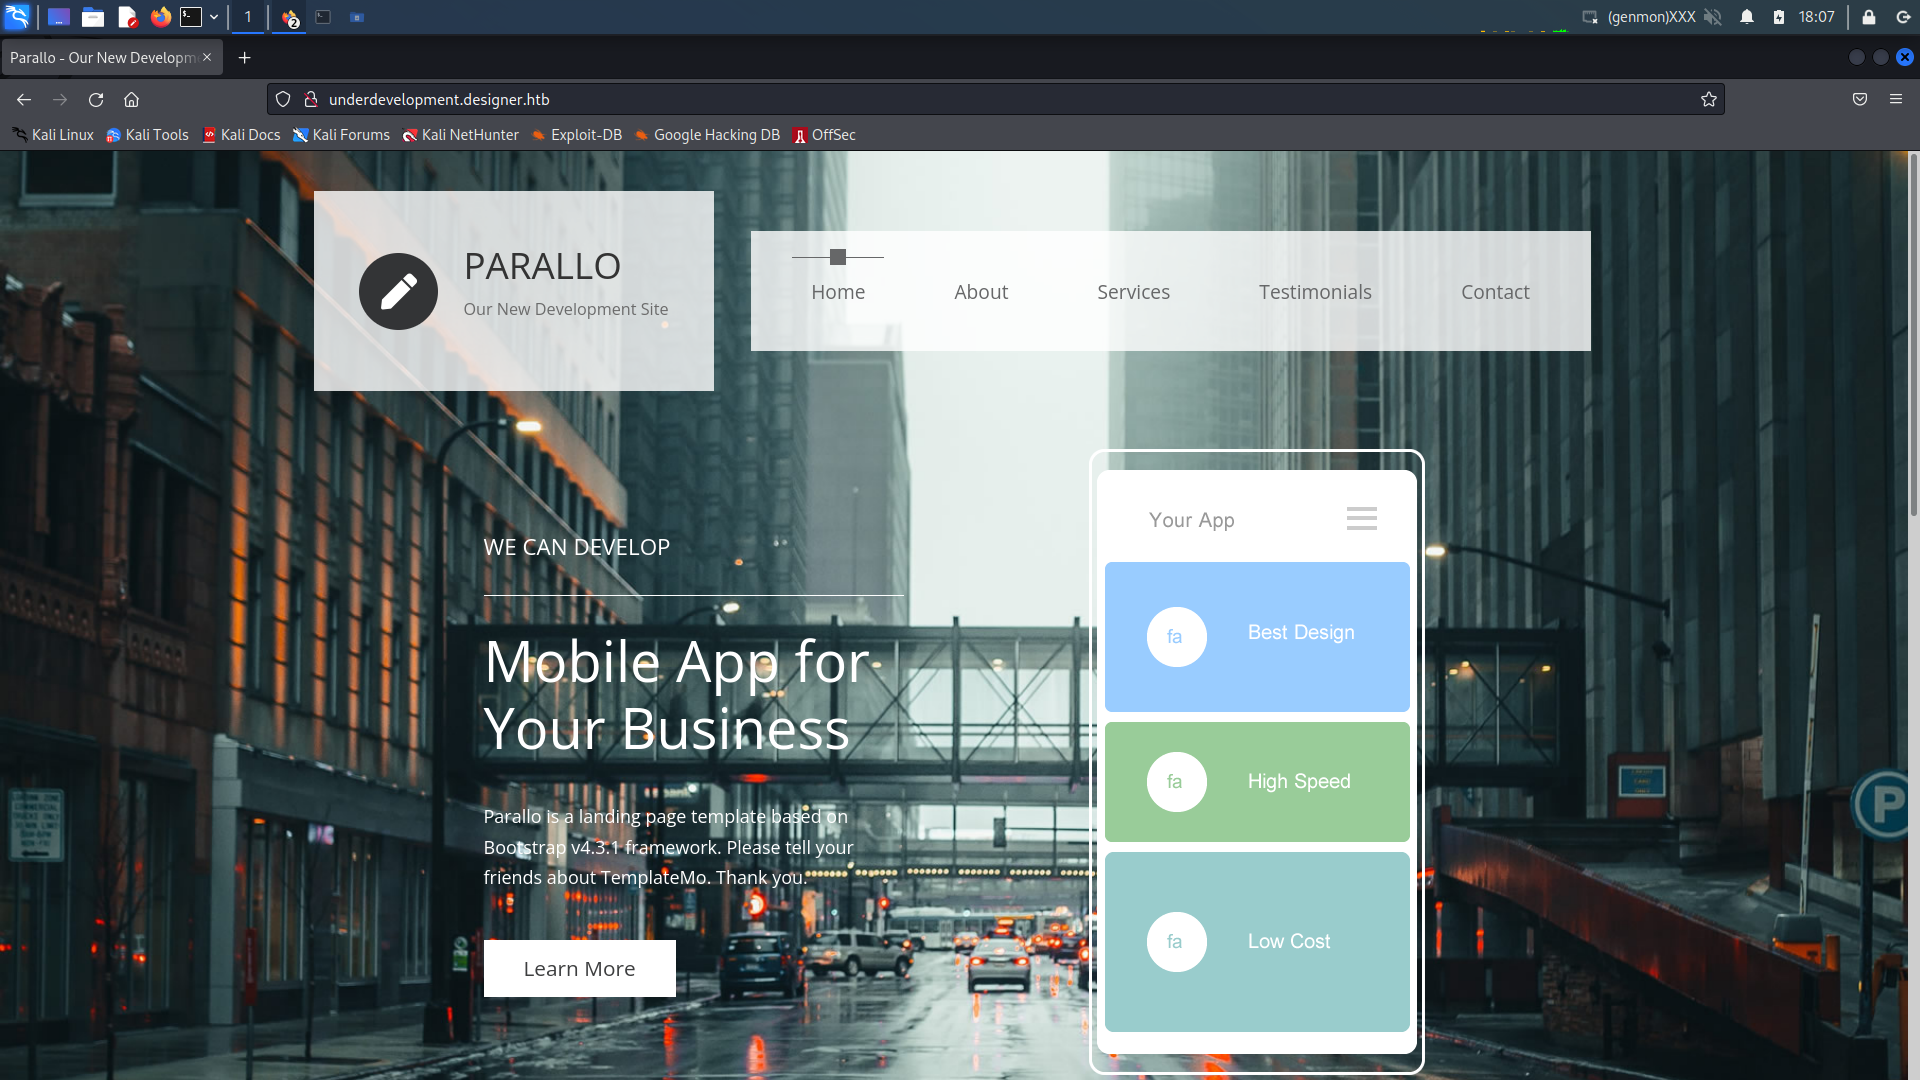 1
2
(genmon)XXX
18:07
Parallo - Our New Developm
underdevelopment.designer.htb
Kali Linux
Kali Tools
Kali Docs
Kali Forums
Kali NetHunter
Exploit-DB
Google Hacking DB
OffSec
PARALLO
Our New Development Site
Home
About
Services
Testimonials
Contact
WE CAN DEVELOP
Mobile App for
Your Business
Parallo is a landing page template based on
Bootstrap v4.3.1 framework. Please tell your
friends about TemplateMo. Thank you.
Learn More
Your App
fa
Best Design
fa
High Speed
fa
Low Cost
P